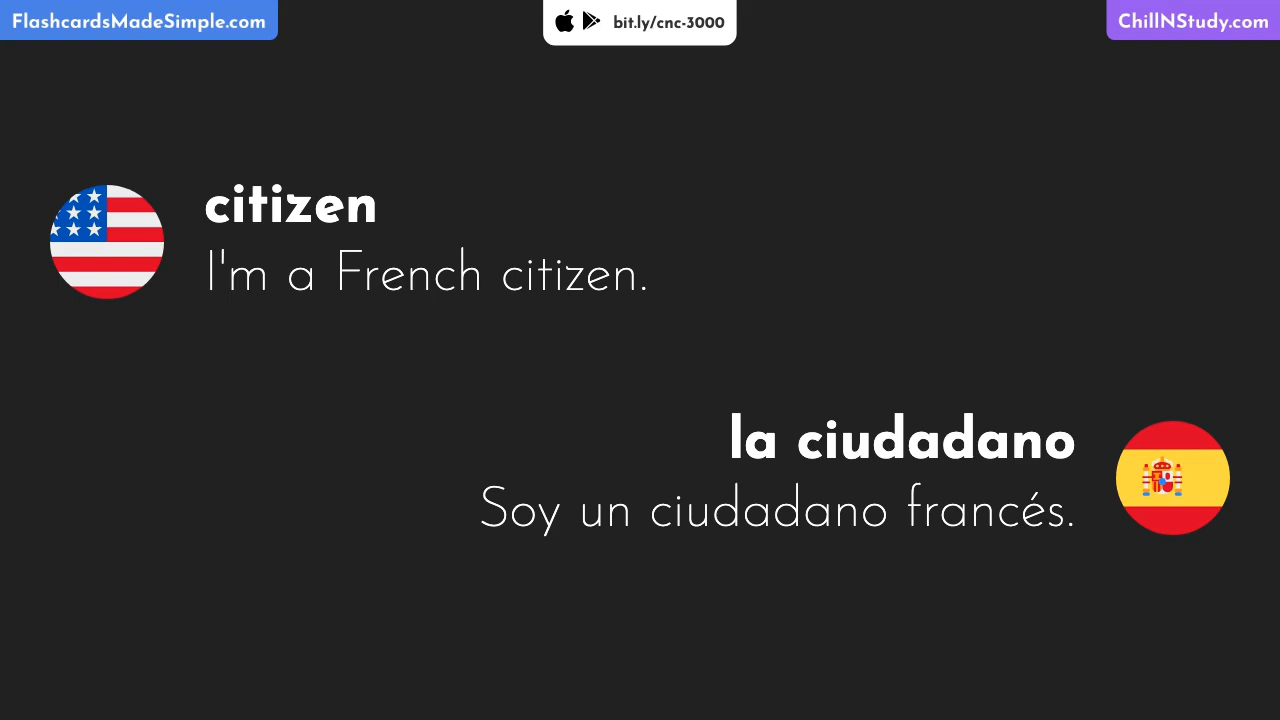 FlashcardsMadeSimple.com
bit.ly/cnc-3000
ChillNStudy.com
citizen
I'm a French citizen.
la ciudadano
Soy un ciudadano francés.